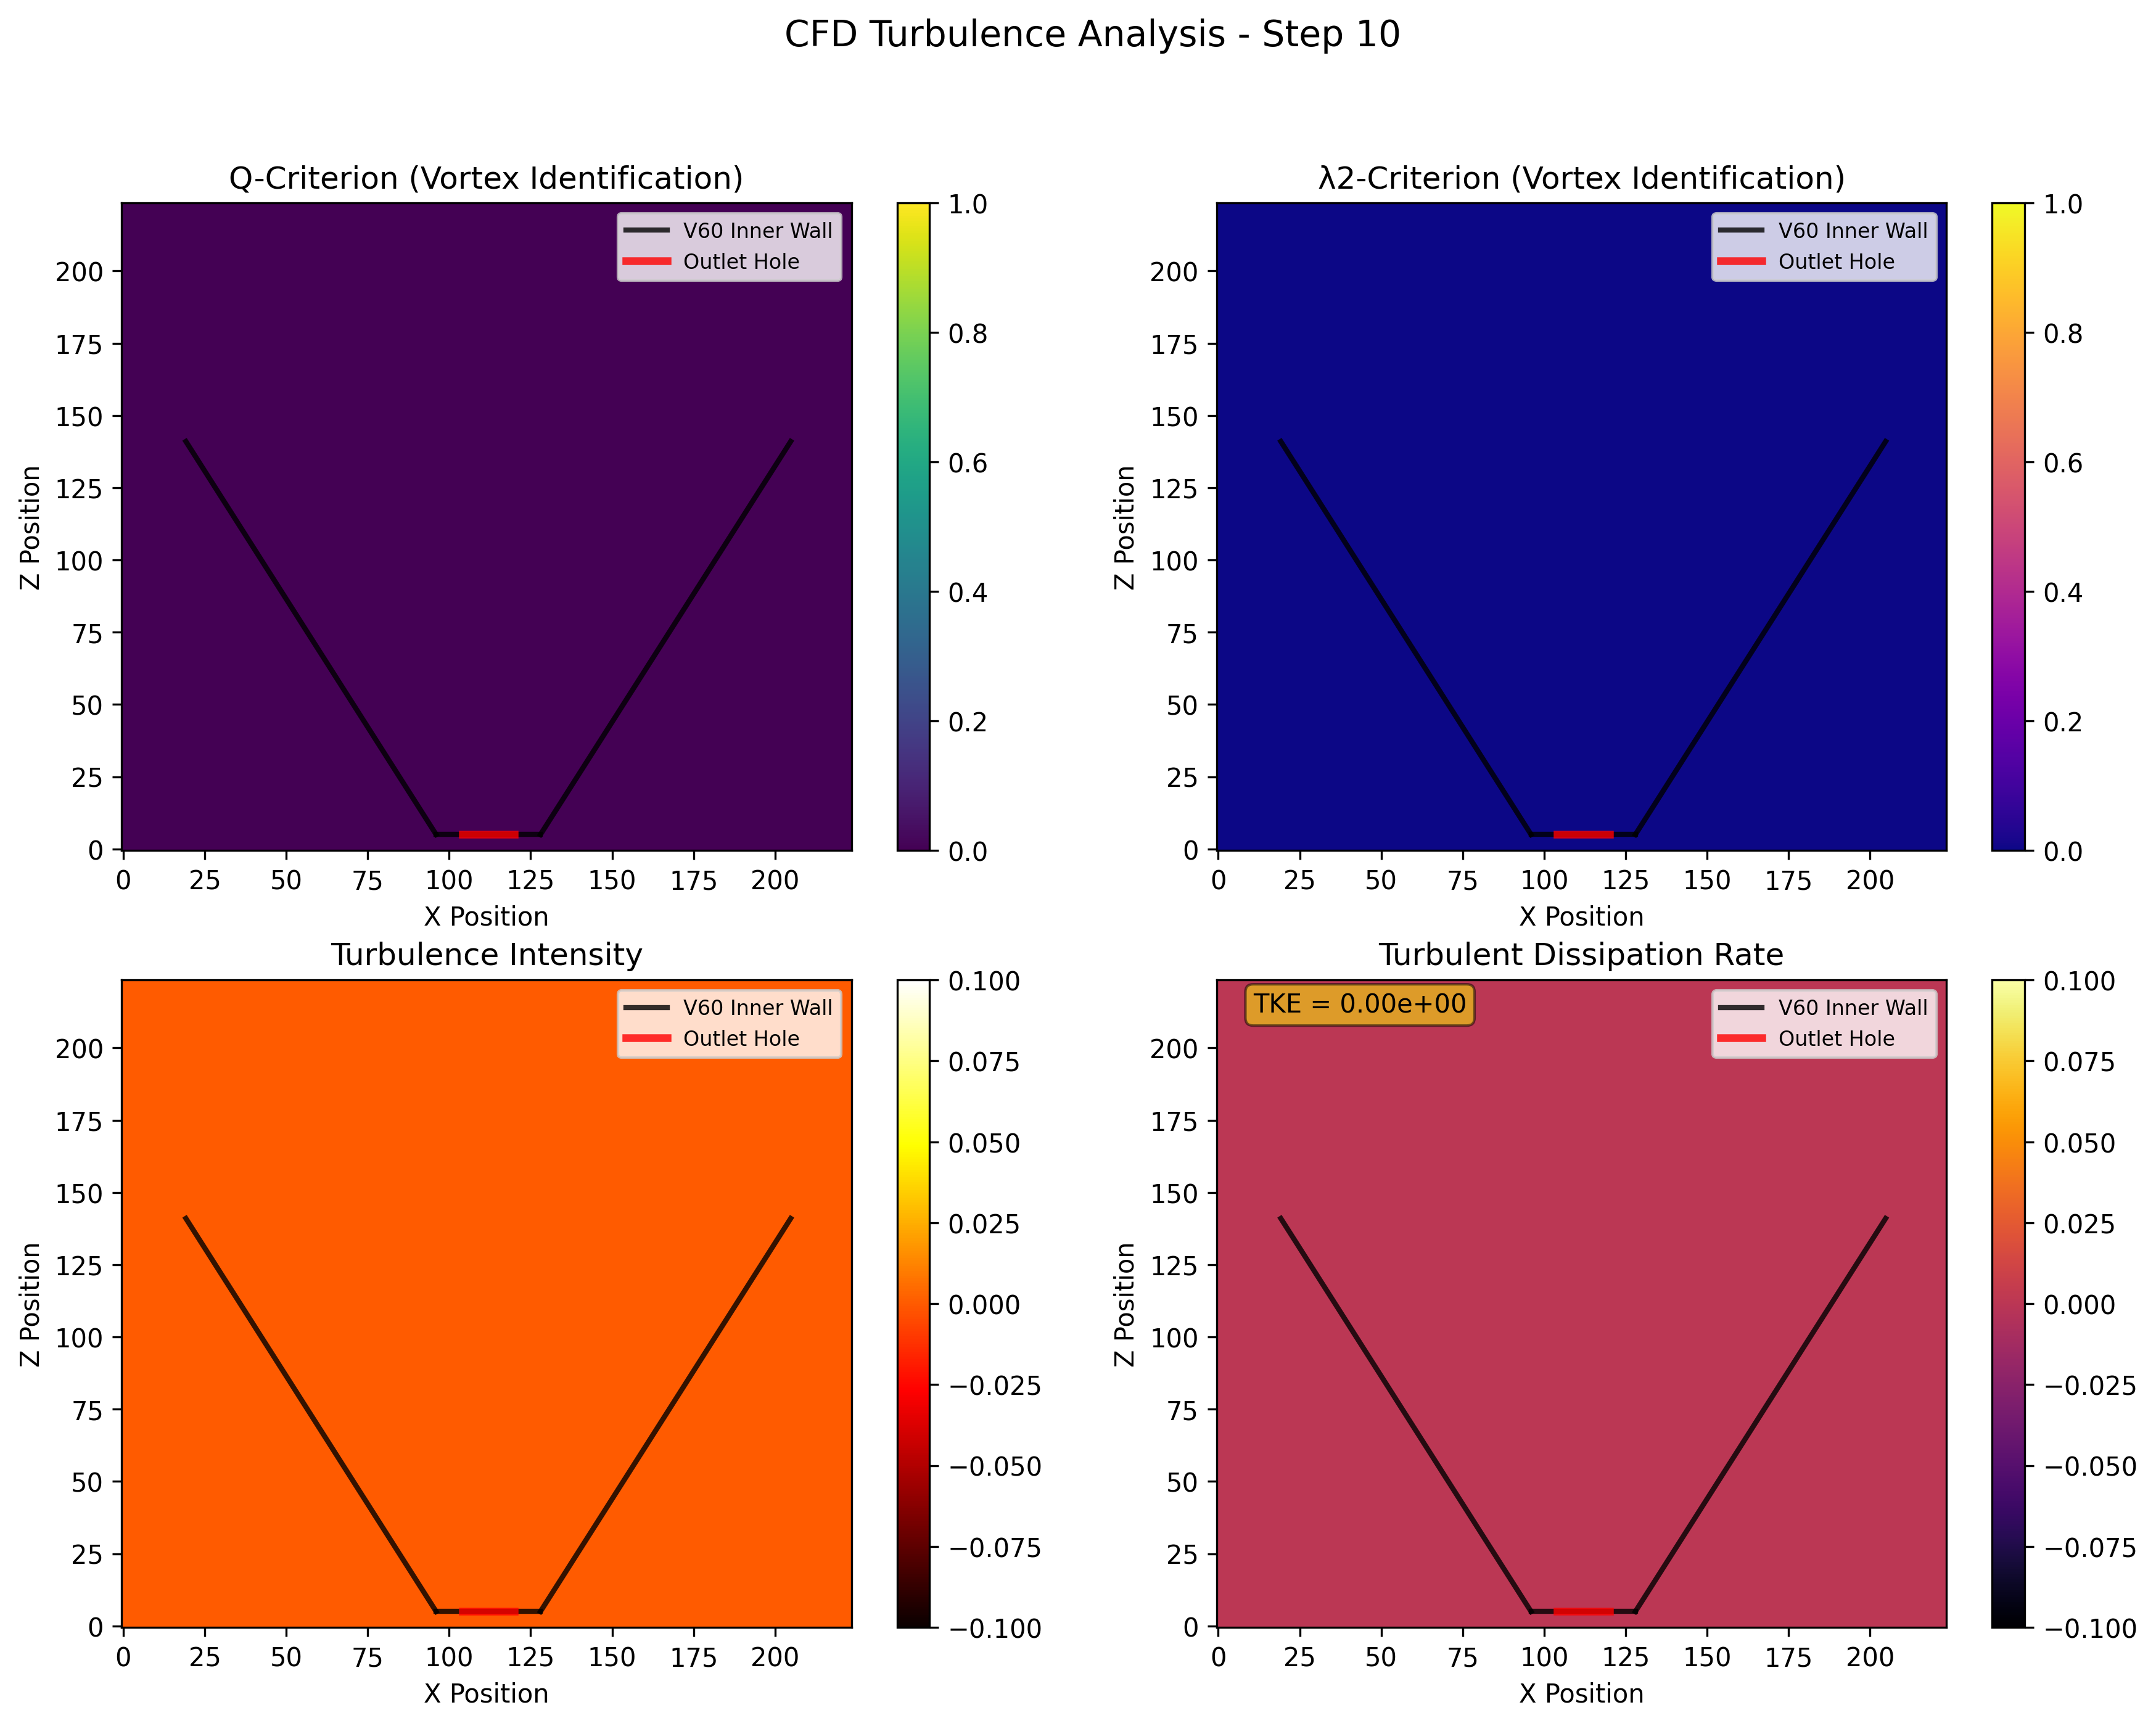 CFD Turbulence Analysis - Step 10
Q-Criterion (Vortex Identification)
V60 Inner Wall
Outlet Hole
Z Position
200
175
150
125
100
75
50
25
0
0 25 50 75 100 125 150 175 200
X Position
1.0
0.8
0.6
0.4
0.2
0.0
λ2-Criterion (Vortex Identification)
V60 Inner Wall
Outlet Hole
Z Position
200
175
150
125
100
75
50
25
0
0 25 50 75 100 125 150 175 200
X Position
1.0
0.8
0.6
0.4
0.2
0.0
Turbulence Intensity
V60 Inner Wall
Outlet Hole
Z Position
200
175
150
125
100
75
50
25
0
0 25 50 75 100 125 150 175 200
X Position
0.100
0.075
0.050
0.025
0.000
−0.025
−0.050
−0.075
−0.100
Turbulent Dissipation Rate
TKE = 0.00e+00
V60 Inner Wall
Outlet Hole
Z Position
200
175
150
125
100
75
50
25
0
0 25 50 75 100 125 150 175 200
X Position
0.100
0.075
0.050
0.025
0.000
−0.025
−0.050
−0.075
−0.100